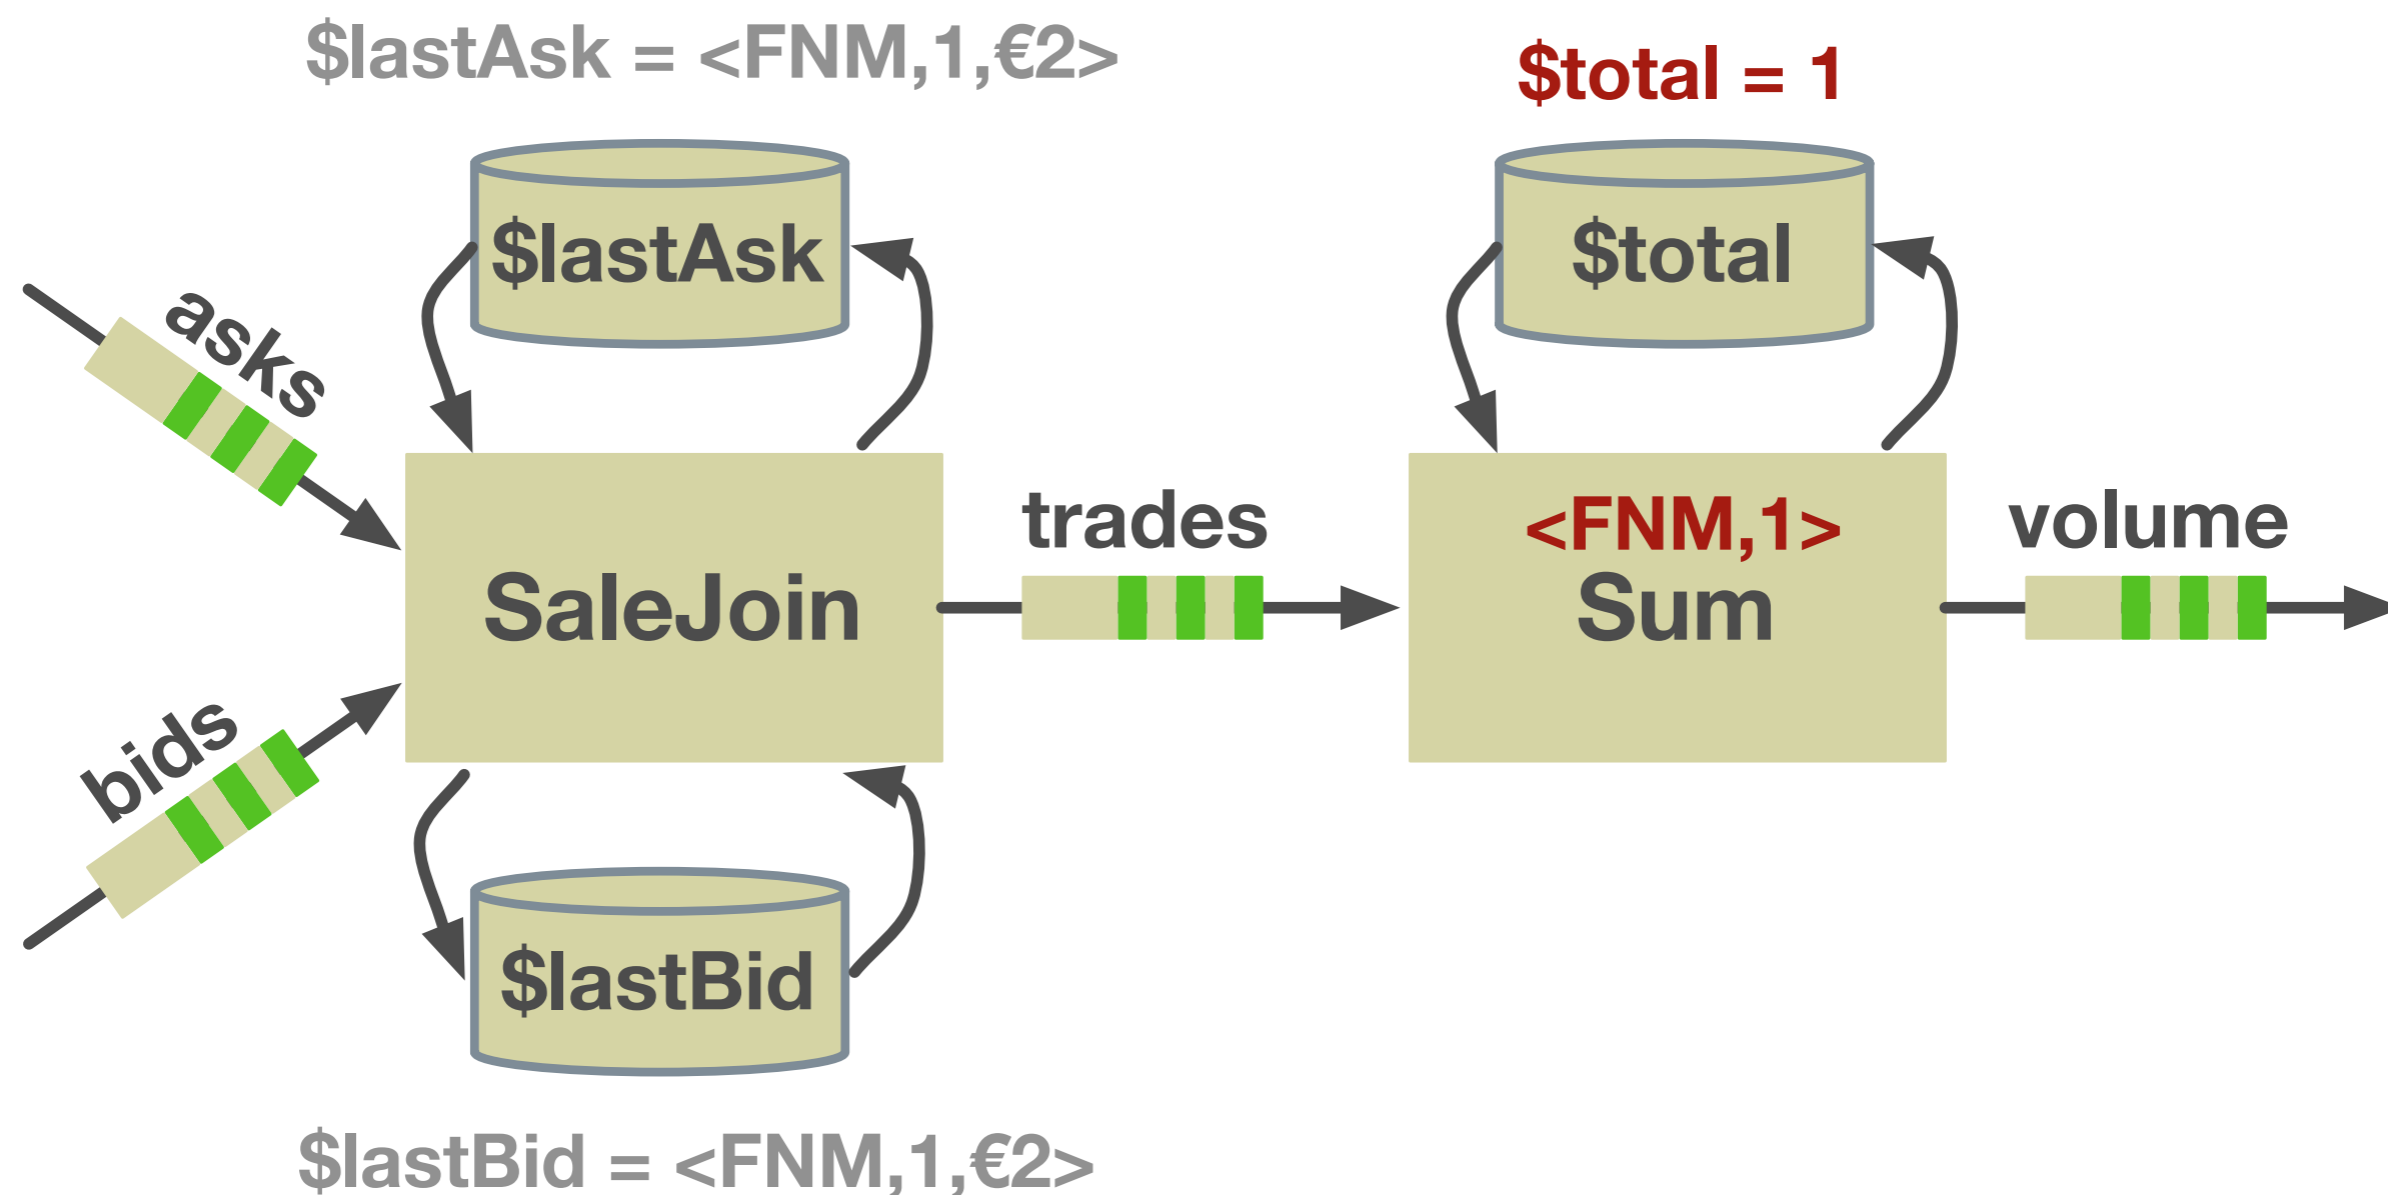 $lastAsk = <FNM,1,€2>
$total = 1
$lastAsk
$total
asks
trades
<FNM,1>
volume
SaleJoin
Sum
bids
$lastBid
$lastBid = <FNM,1,€2>